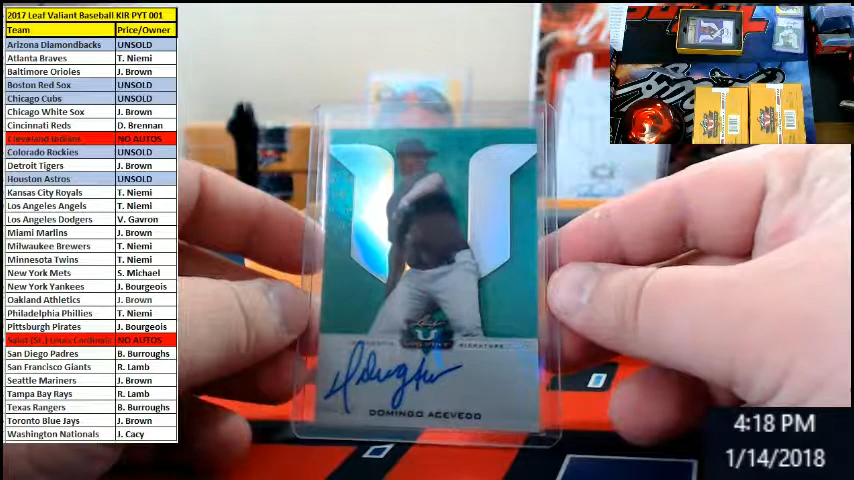 2017 Leaf Valiant Baseball KIR PYT 001
Team Price/Owner
Arizona Diamondbacks UNSOLD
Atlanta Braves T. Niemi
Baltimore Orioles J. Brown
Boston Red Sox UNSOLD
Chicago Cubs UNSOLD
Chicago White Sox J. Brown
Cincinnati Reds D. Brennan
Cleveland Indians NO AUTOS
Colorado Rockies UNSOLD
Detroit Tigers J. Brown
Houston Astros UNSOLD
Kansas City Royals T. Niemi
Los Angeles Angels T. Niemi
Los Angeles Dodgers V. Gavron
Miami Marlins J. Brown
Milwaukee Brewers T. Niemi
Minnesota Twins T. Niemi
New York Mets S. Michael
New York Yankees J. Bourgeois
Oakland Athletics J. Brown
Philadelphia Phillies T. Niemi
Pittsburgh Pirates J. Bourgeois
Saint (St.) Louis Cardinals NO AUTOS
San Diego Padres B. Burroughs
San Francisco Giants R. Lamb
Seattle Mariners J. Brown
Tampa Bay Rays R. Lamb
Texas Rangers B. Burroughs
Toronto Blue Jays J. Brown
Washington Nationals J. Cacy
SIGNATURE
DOMINGO ACEVEDO
4:18 PM
1/14/2018